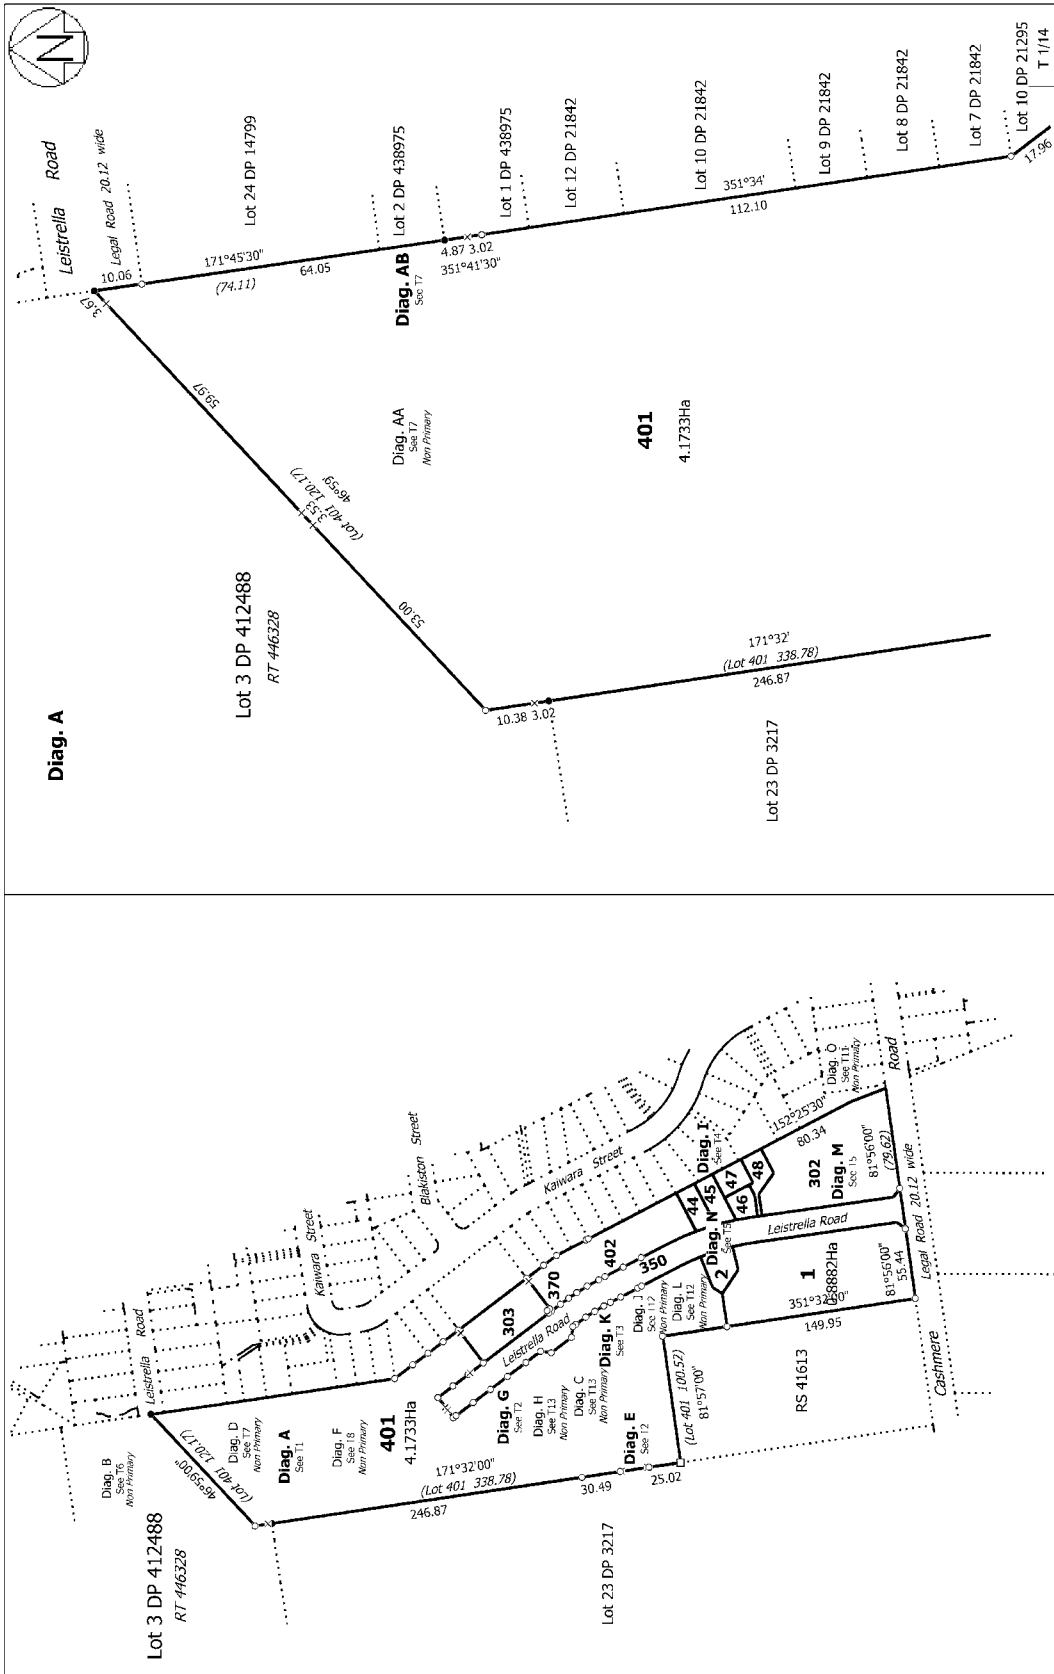 N
Diag. A
Leistrella Road
Legal Road 20.12 wide
10.06
3.67
Lot 24 DP 14799
171°45'30"
(74.11)
64.05
59.97
Lot 2 DP 438975
Diag. AB
See T7
4.87 3.02
351°41'30"
Lot 1 DP 438975
Lot 12 DP 21842
Diag. AA
See T7
Non Primary
46°59'
(Lot 401 120.17)
3.53
53.00
Lot 3 DP 412488
RT 446328
401
4.1733Ha
351°34'
112.10
Lot 10 DP 21842
Lot 9 DP 21842
Lot 8 DP 21842
Lot 7 DP 21842
Lot 10 DP 21295
17.96
T 1/14
10.38 3.02
171°32'
(Lot 401 338.78)
246.87
Lot 23 DP 3217
Lot 3 DP 412488
RT 446328
Diag. B
See T6
Non Primary
46°59'00"
(Lot 401 120.17)
Leistrella Road
Diag. D
See T7
Non Primary
Diag. A
See T1
Diag. F
See T8
Non Primary
401
4.1733Ha
171°32'00"
(Lot 401 338.78)
246.87
30.49
25.02
Lot 23 DP 3217
Kaiwara Street
Blakiston Street
Kaiwara Street
303
370
402
350
Leistrella Road
Diag. G
See T2
Diag. H
See T13
Non Primary
Diag. C
See T13
Non Primary
Diag. K
See T3
Diag. E
See T2
See T12
Non Primary
Diag. L
See T12
Non Primary
(Lot 401 100.52)
81°57'00"
44
45
46
47
48
Diag. I
See T4
Diag. N
See T5
2
1
0.8882Ha
351°32'00"
149.95
RS 41613
Leistrella Road
302
Diag. M
See T5
152°25'30"
80.34
Diag. O
See T11
Non Primary
81°56'00"
(79.62)
81°56'00"
55.44
Legal Road 20.12 wide
Cashmere Road